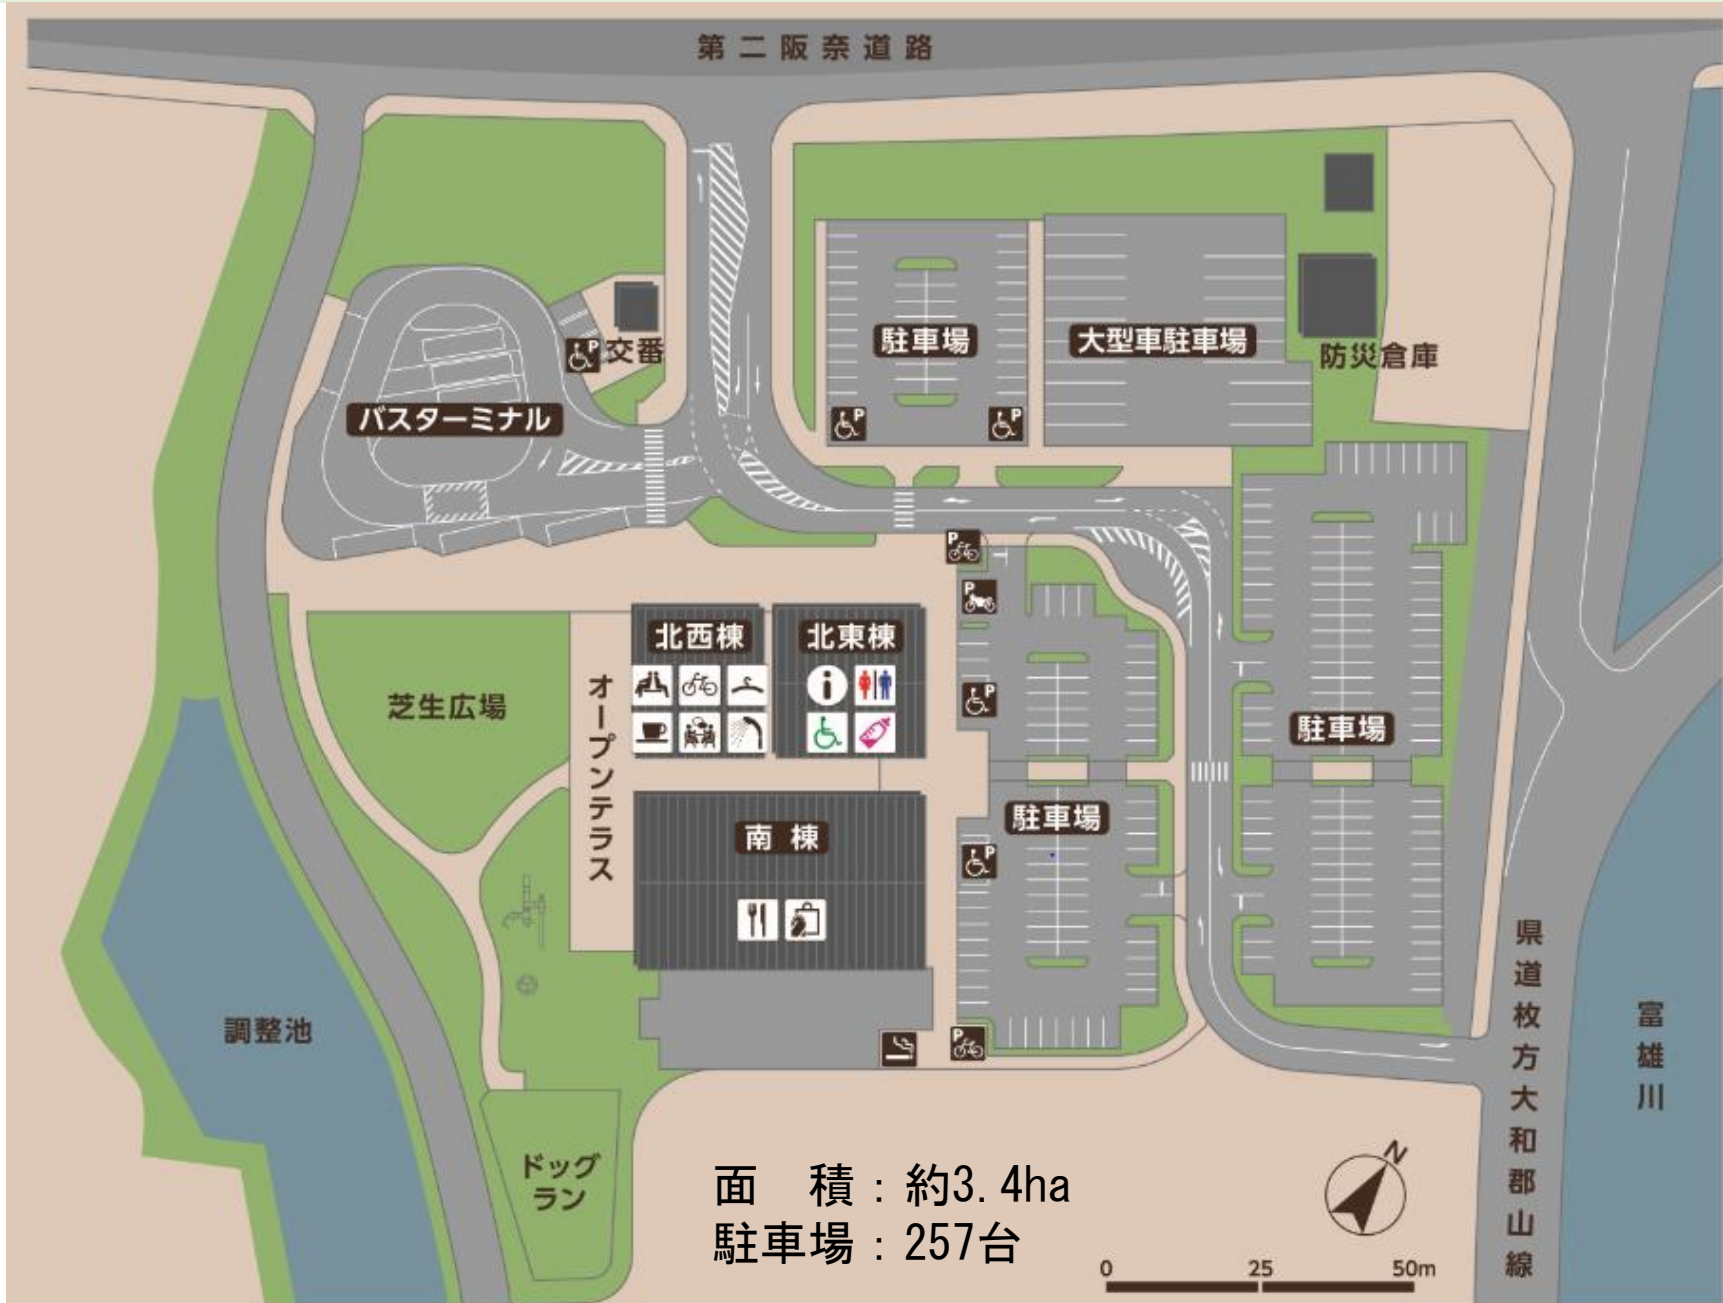 第二阪奈道路
駐車場
大型車駐車場
防災倉庫
P
交番
バスターミナル
P
P
P
P
北西棟
北東棟
i
芝生広場
オープンテラス
P
駐車場
駐車場
南棟
P
県道枚方大和郡山線
富雄川
調整池
P
ドッグ
ラン
面　積：約3.4ha
駐車場：257台
N
0 25 50m